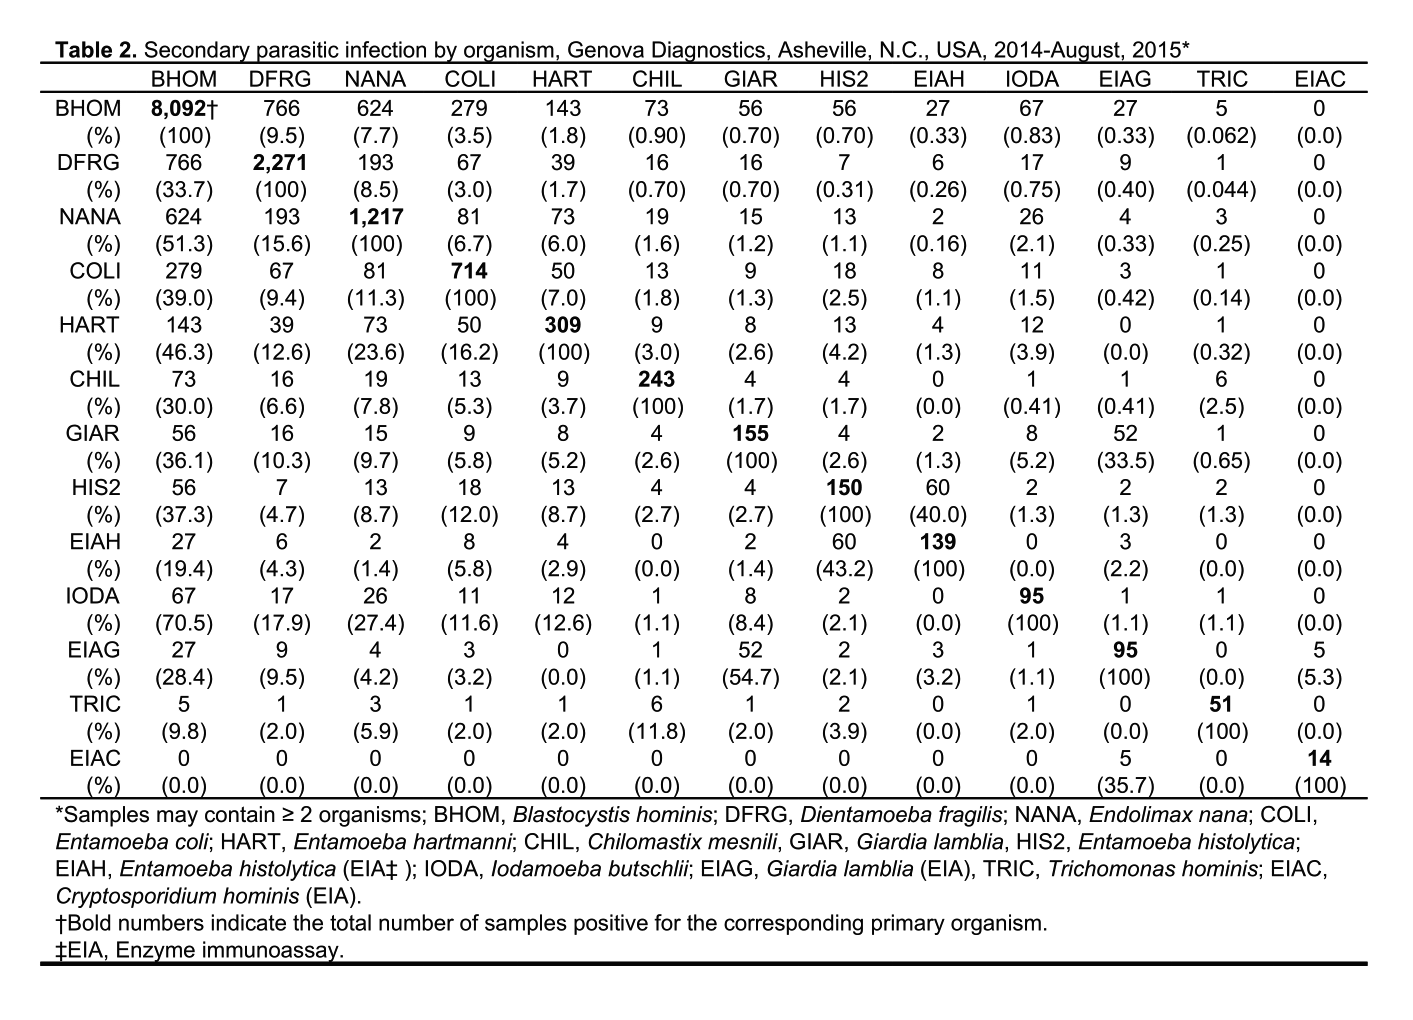 Table 2. Secondary parasitic infection by organism, Genova Diagnostics, Asheville, N.C., USA, 2014-August, 2015*
BHOM DFRG NANA COLI HART CHIL GIAR HIS2 EIAH IODA EIAG TRIC EIAC
BHOM 8,092† 766 624 279 143 73 56 56 27 67 27 5 0
(%) (100) (9.5) (7.7) (3.5) (1.8) (0.90) (0.70) (0.70) (0.33) (0.83) (0.33) (0.062) (0.0)
DFRG 766 2,271 193 67 39 16 16 7 6 17 9 1 0
(%) (33.7) (100) (8.5) (3.0) (1.7) (0.70) (0.70) (0.31) (0.26) (0.75) (0.40) (0.044) (0.0)
NANA 624 193 1,217 81 73 19 15 13 2 26 4 3 0
(%) (51.3) (15.6) (100) (6.7) (6.0) (1.6) (1.2) (1.1) (0.16) (2.1) (0.33) (0.25) (0.0)
COLI 279 67 81 714 50 13 9 18 8 11 3 1 0
(%) (39.0) (9.4) (11.3) (100) (7.0) (1.8) (1.3) (2.5) (1.1) (1.5) (0.42) (0.14) (0.0)
HART 143 39 73 50 309 9 8 13 4 12 0 1 0
(%) (46.3) (12.6) (23.6) (16.2) (100) (3.0) (2.6) (4.2) (1.3) (3.9) (0.0) (0.32) (0.0)
CHIL 73 16 19 13 9 243 4 4 0 1 1 6 0
(%) (30.0) (6.6) (7.8) (5.3) (3.7) (100) (1.7) (1.7) (0.0) (0.41) (0.41) (2.5) (0.0)
GIAR 56 16 15 9 8 4 155 4 2 8 52 1 0
(%) (36.1) (10.3) (9.7) (5.8) (5.2) (2.6) (100) (2.6) (1.3) (5.2) (33.5) (0.65) (0.0)
HIS2 56 7 13 18 13 4 4 150 60 2 2 2 0
(%) (37.3) (4.7) (8.7) (12.0) (8.7) (2.7) (2.7) (100) (40.0) (1.3) (1.3) (1.3) (0.0)
EIAH 27 6 2 8 4 0 2 60 139 0 3 0 0
(%) (19.4) (4.3) (1.4) (5.8) (2.9) (0.0) (1.4) (43.2) (100) (0.0) (2.2) (0.0) (0.0)
IODA 67 17 26 11 12 1 8 2 0 95 1 1 0
(%) (70.5) (17.9) (27.4) (11.6) (12.6) (1.1) (8.4) (2.1) (0.0) (100) (1.1) (1.1) (0.0)
EIAG 27 9 4 3 0 1 52 2 3 1 95 0 5
(%) (28.4) (9.5) (4.2) (3.2) (0.0) (1.1) (54.7) (2.1) (3.2) (1.1) (100) (0.0) (5.3)
TRIC 5 1 3 1 1 6 1 2 0 1 0 51 0
(%) (9.8) (2.0) (5.9) (2.0) (2.0) (11.8) (2.0) (3.9) (0.0) (2.0) (0.0) (100) (0.0)
EIAC 0 0 0 0 0 0 0 0 0 0 5 0 14
(%) (0.0) (0.0) (0.0) (0.0) (0.0) (0.0) (0.0) (0.0) (0.0) (0.0) (35.7) (0.0) (100)
*Samples may contain ≥ 2 organisms; BHOM, Blastocystis hominis; DFRG, Dientamoeba fragilis; NANA, Endolimax nana; COLI,
Entamoeba coli; HART, Entamoeba hartmanni; CHIL, Chilomastix mesnili, GIAR, Giardia lamblia, HIS2, Entamoeba histolytica;
EIAH, Entamoeba histolytica (EIA‡ ); IODA, Iodamoeba butschlii; EIAG, Giardia lamblia (EIA), TRIC, Trichomonas hominis; EIAC,
Cryptosporidium hominis (EIA).
†Bold numbers indicate the total number of samples positive for the corresponding primary organism.
‡EIA, Enzyme immunoassay.